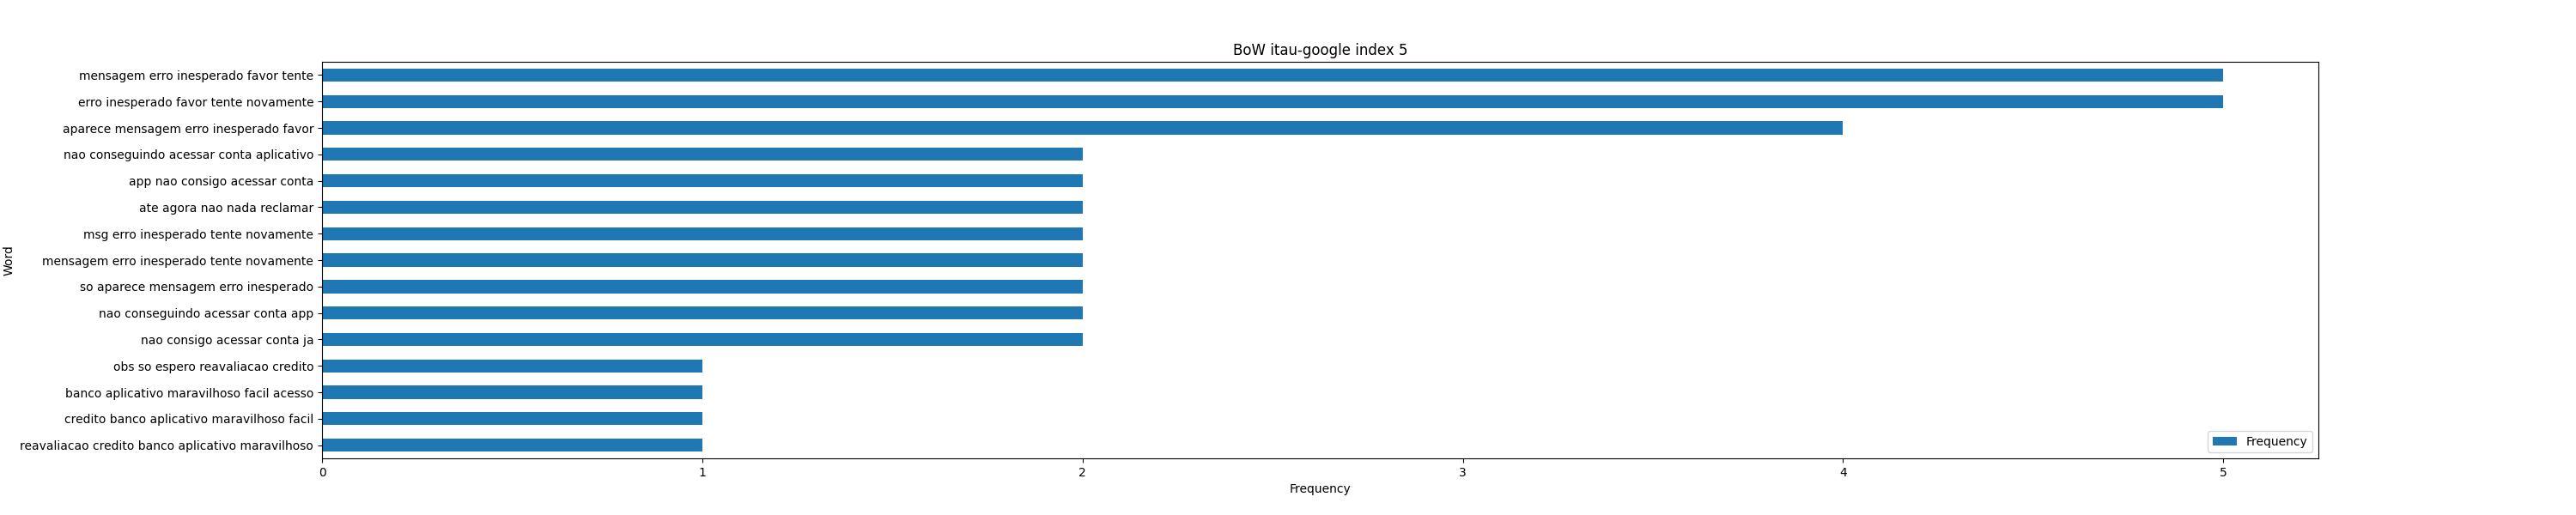 BoW itau-google index 5
mensagem erro inesperado favor tente
erro inesperado favor tente novamente
aparece mensagem erro inesperado favor
nao conseguindo acessar conta aplicativo
app nao consigo acessar conta
ate agora nao nada reclamar
msg erro inesperado tente novamente
mensagem erro inesperado tente novamente
so aparece mensagem erro inesperado
nao conseguindo acessar conta app
nao consigo acessar conta ja
obs so espero reavaliacao credito
banco aplicativo maravilhoso facil acesso
credito banco aplicativo maravilhoso facil
reavaliacao credito banco aplicativo maravilhoso
Word
Frequency
0 1 2 3 4 5
Frequency